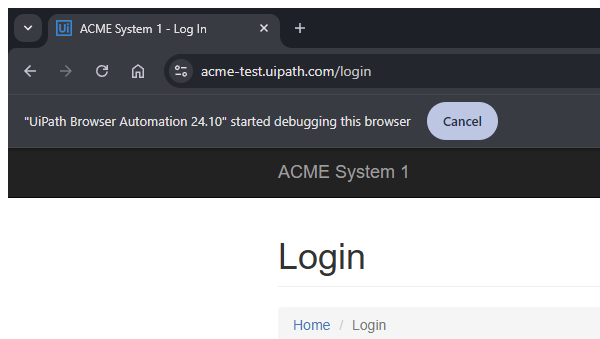 Ui ACME System 1 - Log In
acme-test.uipath.com/login
"UiPath Browser Automation 24.10" started debugging this browser Cancel
ACME System 1
Login
Home / Login